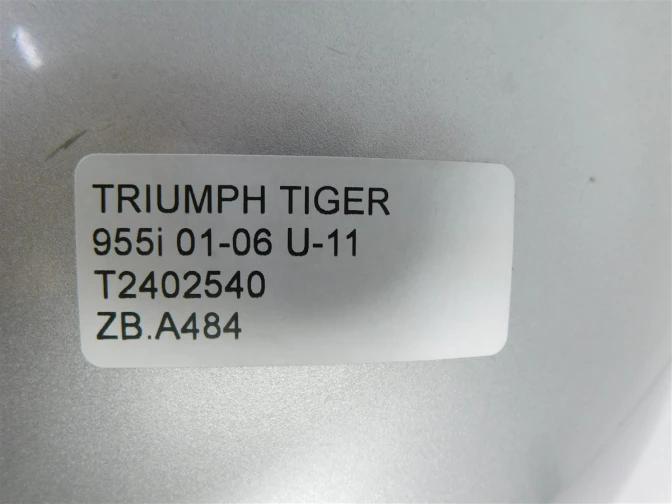 TRIUMPH TIGER
955i 01-06 U-11
T2402540
ZB.A484